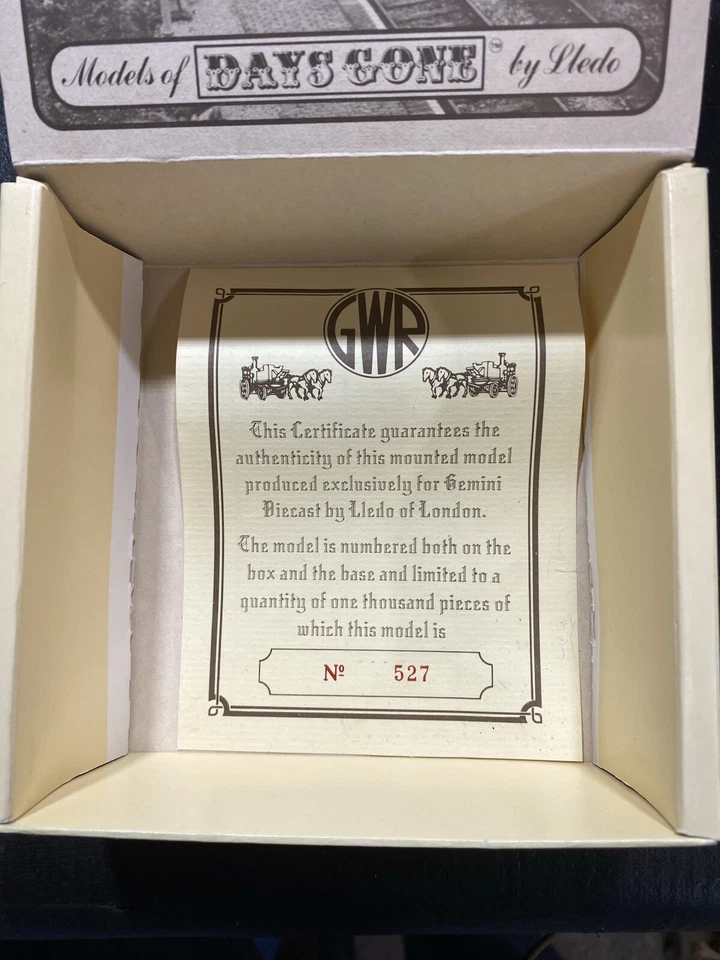 Models of DAYS GONE™ by Lledo
GWR
This Certificate guarantees the
authenticity of this mounted model
produced exclusively for Gemini
Diecast by Lledo of London.
The model is numbered both on the
box and the base and limited to a
quantity of one thousand pieces of
which this model is
Nº 527